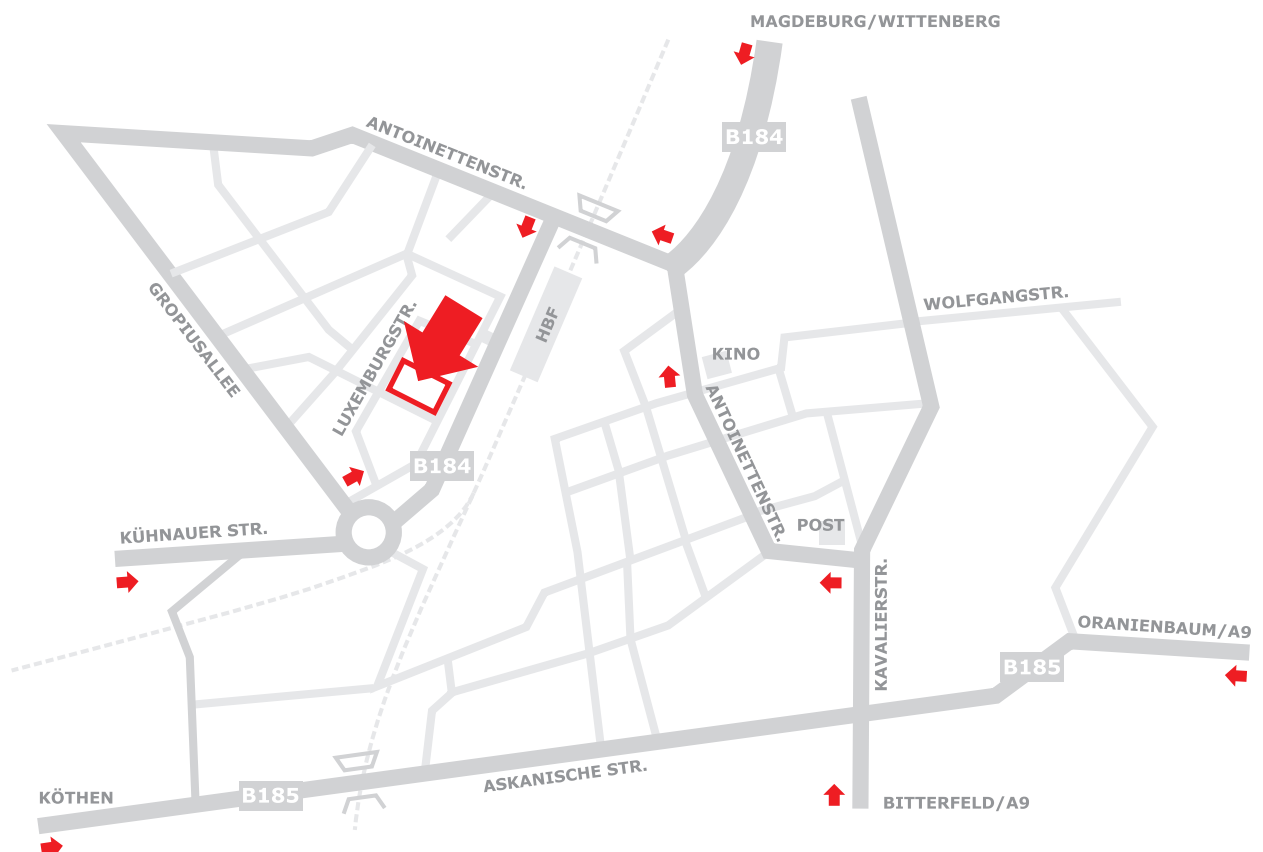 MAGDEBURG/WITTENBERG
B184
ANTOINETTENSTR.
GROPIUSALLEE
LUXEMBURGSTR.
HBF
WOLFGANGSTR.
KINO
ANTOINETTENSTR.
B184
KÜHNAUER STR.
POST
KAVALIERSTR.
ORANIENBAUM/A9
B185
ASKANISCHE STR.
B185
KÖTHEN
BITTERFELD/A9